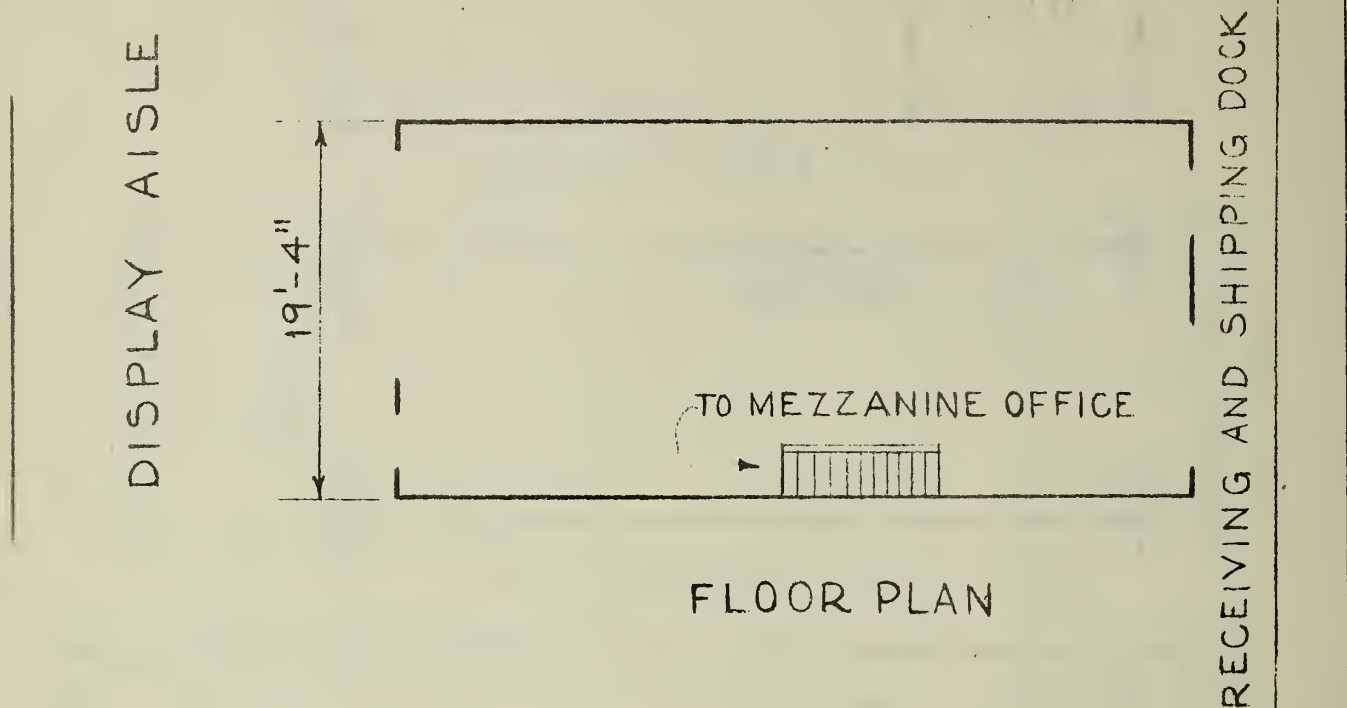 DISPLAY AISLE
19'-4"
TO MEZZANINE OFFICE
FLOOR PLAN
RECEIVING AND SHIPPING DOCK